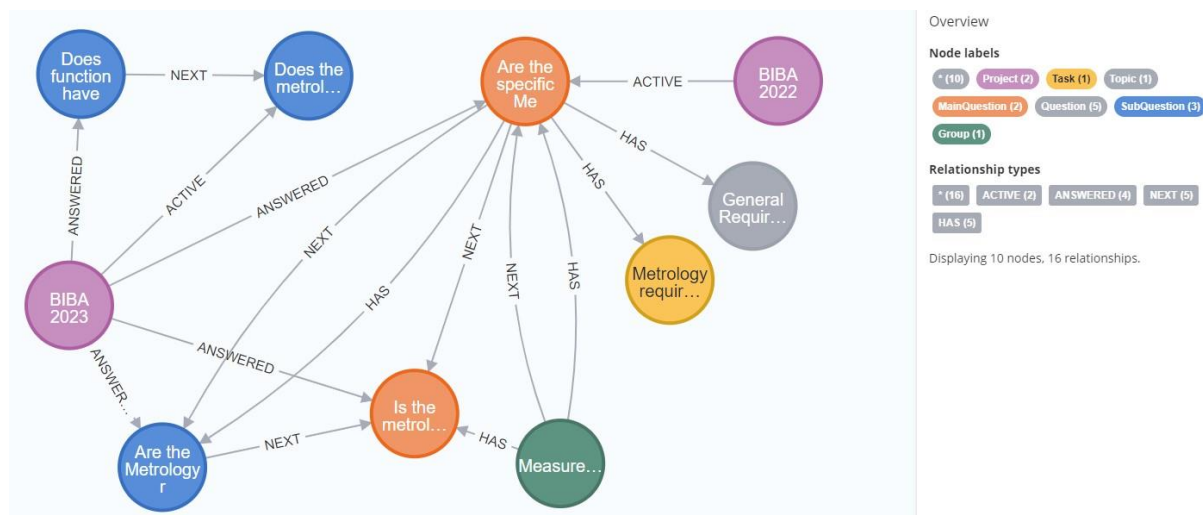 Does
function
have
NEXT
Does the
metrol...
Are the
specific
Me
ACTIVE
BIBA
2022
ANSWERED
ACTIVE
ANSWERED
HAS
HAS
General
Requir...
NEXT
NEXT
HAS
NEXT
HAS
Metrology
requir...
BIBA
2023
ANSWERED
ANSWER...
Is the
metrol...
Are the
Metrology
r
NEXT
HAS
Measure...
Overview
Node labels
* (10) Project (2) Task (1) Topic (1)
MainQuestion (2) Question (5) SubQuestion (3)
Group (1)
Relationship types
* (16) ACTIVE (2) ANSWERED (4) NEXT (5)
HAS (5)
Displaying 10 nodes, 16 relationships.